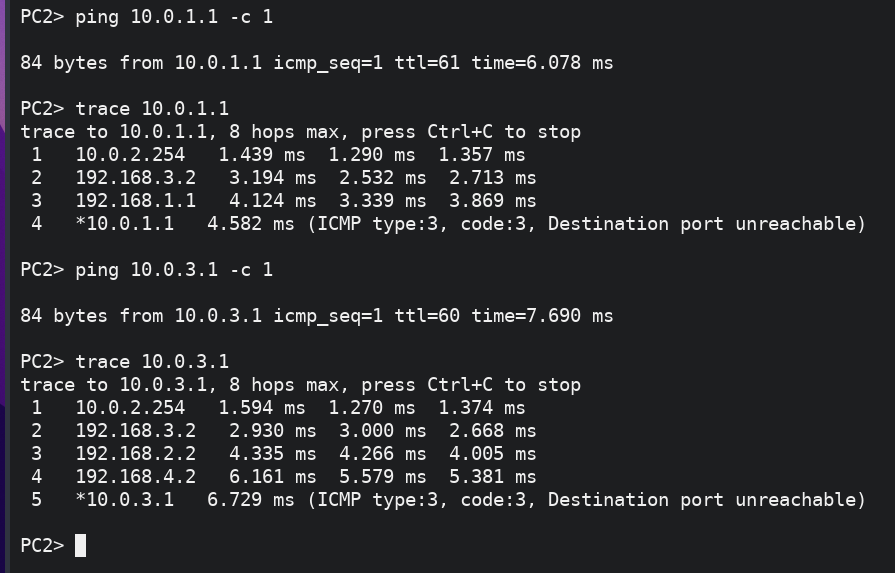 PC2> ping 10.0.1.1 -c 1
84 bytes from 10.0.1.1 icmp_seq=1 ttl=61 time=6.078 ms
PC2> trace 10.0.1.1
trace to 10.0.1.1, 8 hops max, press Ctrl+C to stop
1 10.0.2.254 1.439 ms 1.290 ms 1.357 ms
2 192.168.3.2 3.194 ms 2.532 ms 2.713 ms
3 192.168.1.1 4.124 ms 3.339 ms 3.869 ms
4 *10.0.1.1 4.582 ms (ICMP type:3, code:3, Destination port unreachable)
PC2> ping 10.0.3.1 -c 1
84 bytes from 10.0.3.1 icmp_seq=1 ttl=60 time=7.690 ms
PC2> trace 10.0.3.1
trace to 10.0.3.1, 8 hops max, press Ctrl+C to stop
1 10.0.2.254 1.594 ms 1.270 ms 1.374 ms
2 192.168.3.2 2.930 ms 3.000 ms 2.668 ms
3 192.168.2.2 4.335 ms 4.266 ms 4.005 ms
4 192.168.4.2 6.161 ms 5.579 ms 5.381 ms
5 *10.0.3.1 6.729 ms (ICMP type:3, code:3, Destination port unreachable)
PC2>